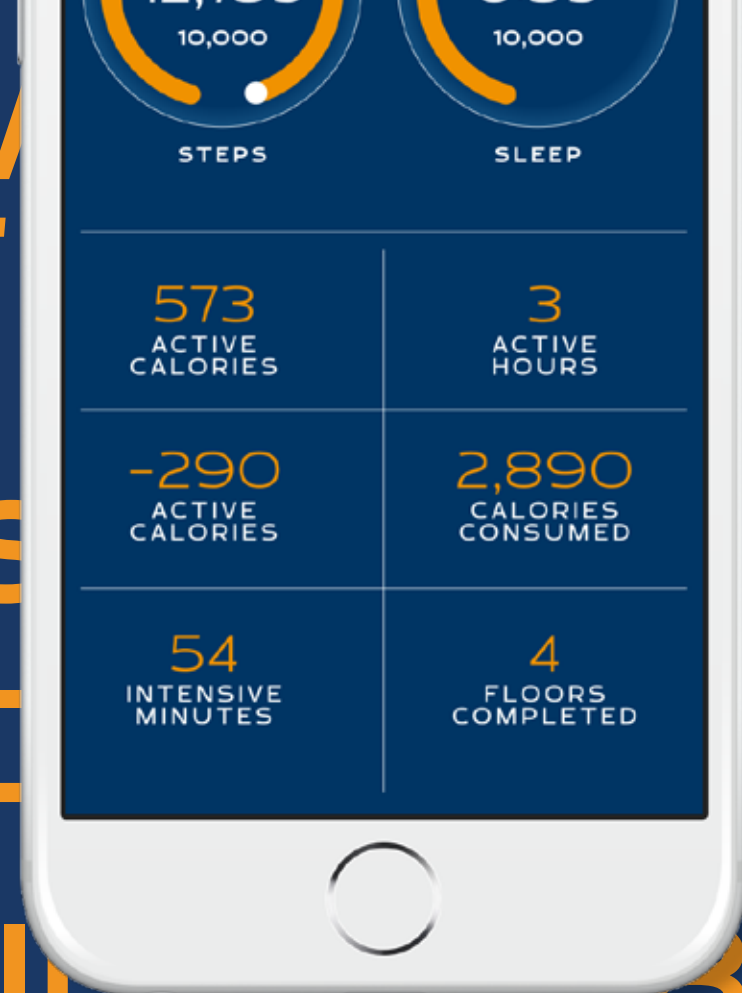 10,000
10,000
STEPS
SLEEP
573
ACTIVE
CALORIES
3
ACTIVE
HOURS
-290
ACTIVE
CALORIES
2,890
CALORIES
CONSUMED
54
INTENSIVE
MINUTES
4
FLOORS
COMPLETED